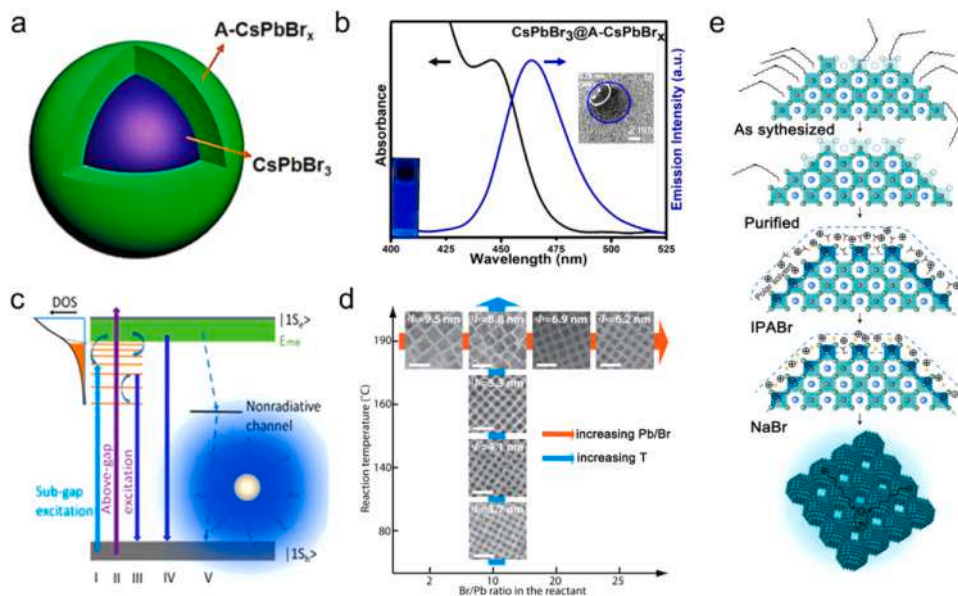 a
A-CsPbBrₓ
CsPbBr₃
b
CsPbBr₃@A-CsPbBrₓ
Absorbance
Emission Intensity (a.u.)
2 nm
400 425 450 475 500 525
Wavelength (nm)
c
DOS
|1Sₑ>
Eme
Nonradiative
channel
Sub-gap
excitation
Above-gap
excitation
|1Sₕ>
I II III IV V
d
Reaction temperature (°C)
190
160
140
80
l=9.5 nm
l=8.8 nm
l=6.9 nm
l=6.2 nm
increasing Pb/Br
increasing T
2 10 20 25
Br/Pb ratio in the reactant
e
As sythesized
Purified
Polar solvent
IPABr
NaBr